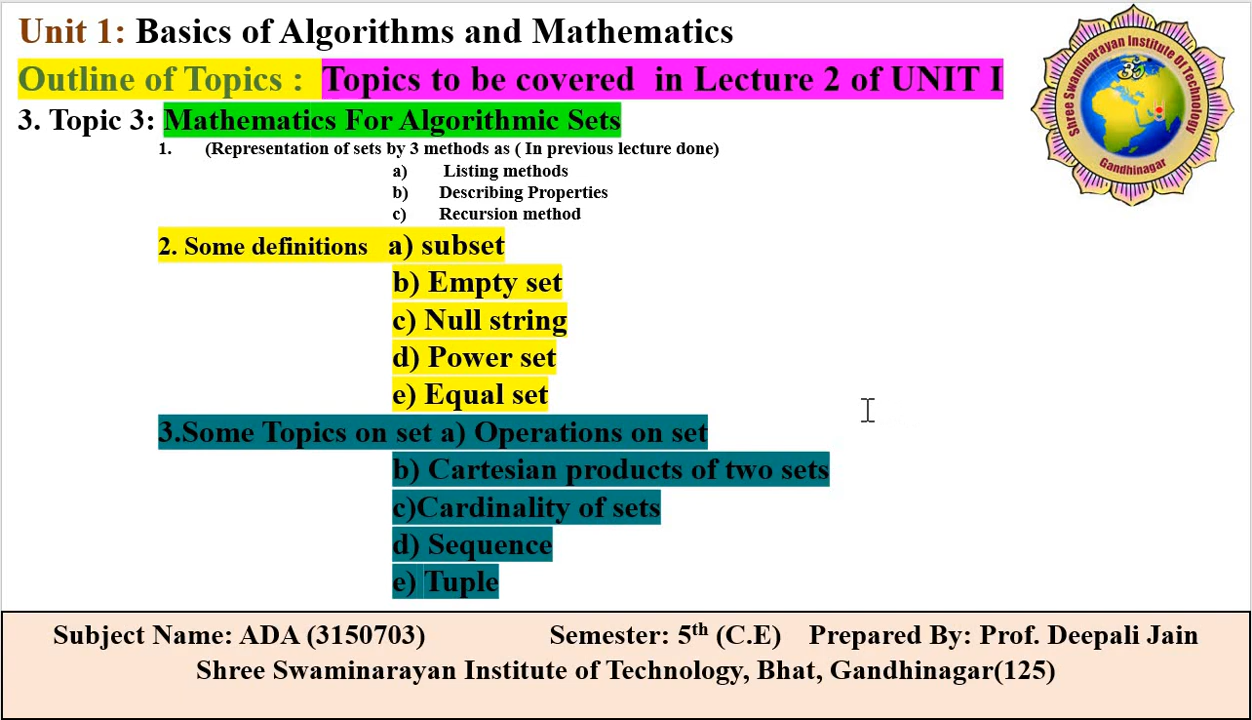 Unit 1: Basics of Algorithms and Mathematics
Outline of Topics : Topics to be covered in Lecture 2 of UNIT I
3. Topic 3: Mathematics For Algorithmic Sets
1. (Representation of sets by 3 methods as ( In previous lecture done)
a) Listing methods
b) Describing Properties
c) Recursion method
2. Some definitions a) subset
b) Empty set
c) Null string
d) Power set
e) Equal set
3.Some Topics on set a) Operations on set
b) Cartesian products of two sets
c)Cardinality of sets
d) Sequence
e) Tuple
Shree Swaminarayan Institute Of Technology
Gandhinagar
Subject Name: ADA (3150703) Semester: 5th (C.E) Prepared By: Prof. Deepali Jain
Shree Swaminarayan Institute of Technology, Bhat, Gandhinagar(125)